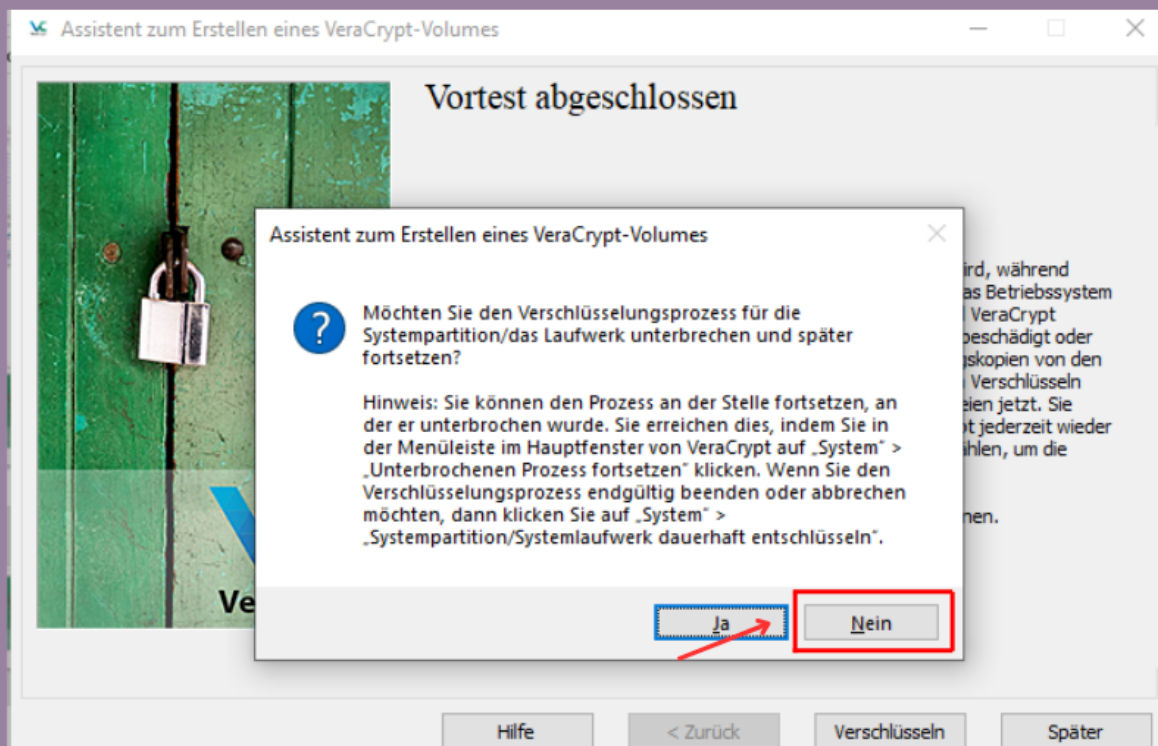 Assistent zum Erstellen eines VeraCrypt-Volumes
Vortest abgeschlossen
Assistent zum Erstellen eines VeraCrypt-Volumes
Möchten Sie den Verschlüsselungsprozess für die
Systempartition/das Laufwerk unterbrechen und später
fortsetzen?
Hinweis: Sie können den Prozess an der Stelle fortsetzen, an
der er unterbrochen wurde. Sie erreichen dies, indem Sie in
der Menüleiste im Hauptfenster von VeraCrypt auf „System“ >
„Unterbrochenen Prozess fortsetzen“ klicken. Wenn Sie den
Verschlüsselungsprozess endgültig beenden oder abbrechen
möchten, dann klicken Sie auf „System“ >
„Systempartition/Systemlaufwerk dauerhaft entschlüsseln“.
Ja
Nein
ird, während
as Betriebssystem
VeraCrypt
beschädigt oder
gskopien von den
Verschlüsseln
eien jetzt. Sie
pt jederzeit wieder
ählen, um die
nen.
Ve
Hilfe
< Zurück
Verschlüsseln
Später